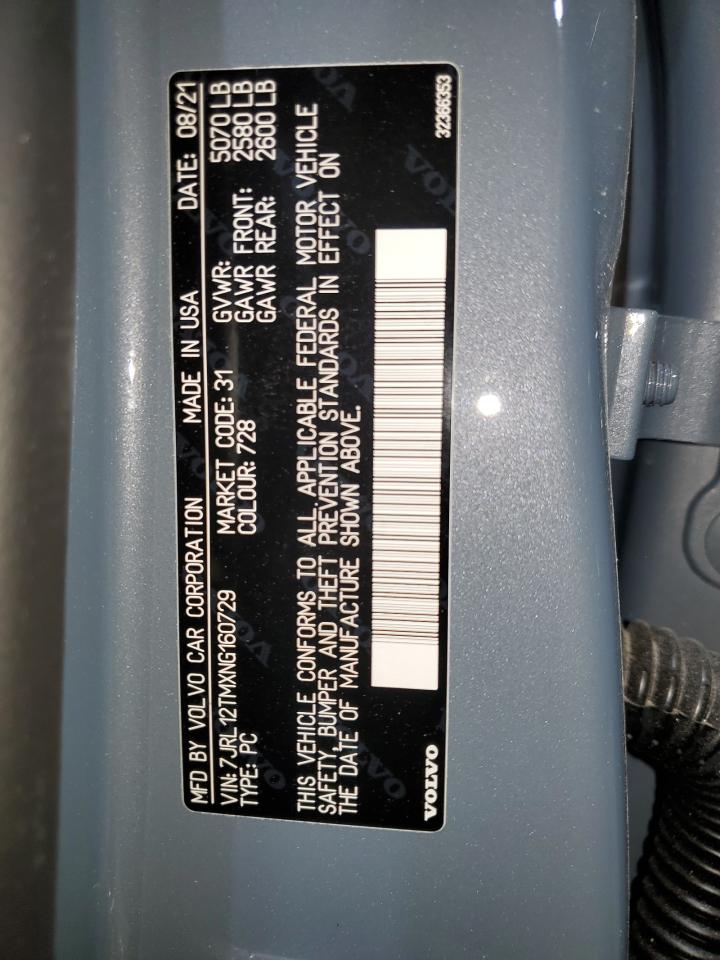 MFD BY VOLVO CAR CORPORATION MADE IN USA DATE: 08/21
VIN: 7JRL12TMXNG160729 MARKET CODE: 31 GVWR: 5070 LB
TYPE: PC COLOUR: 728 GAWR FRONT: 2580 LB
GAWR REAR: 2600 LB
THIS VEHICLE CONFORMS TO ALL APPLICABLE FEDERAL MOTOR VEHICLE
SAFETY, BUMPER AND THEFT PREVENTION STANDARDS IN EFFECT ON
THE DATE OF MANUFACTURE SHOWN ABOVE.
VOLVO 32366353